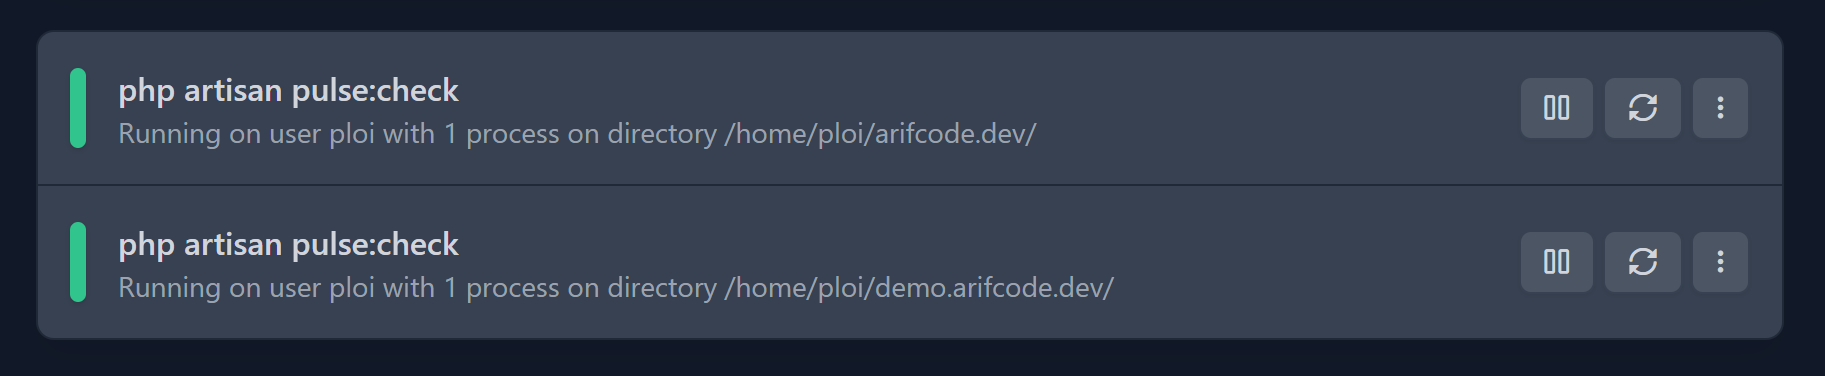 php artisan pulse:check
Running on user ploi with 1 process on directory /home/ploi/arifcode.dev/
php artisan pulse:check
Running on user ploi with 1 process on directory /home/ploi/demo.arifcode.dev/